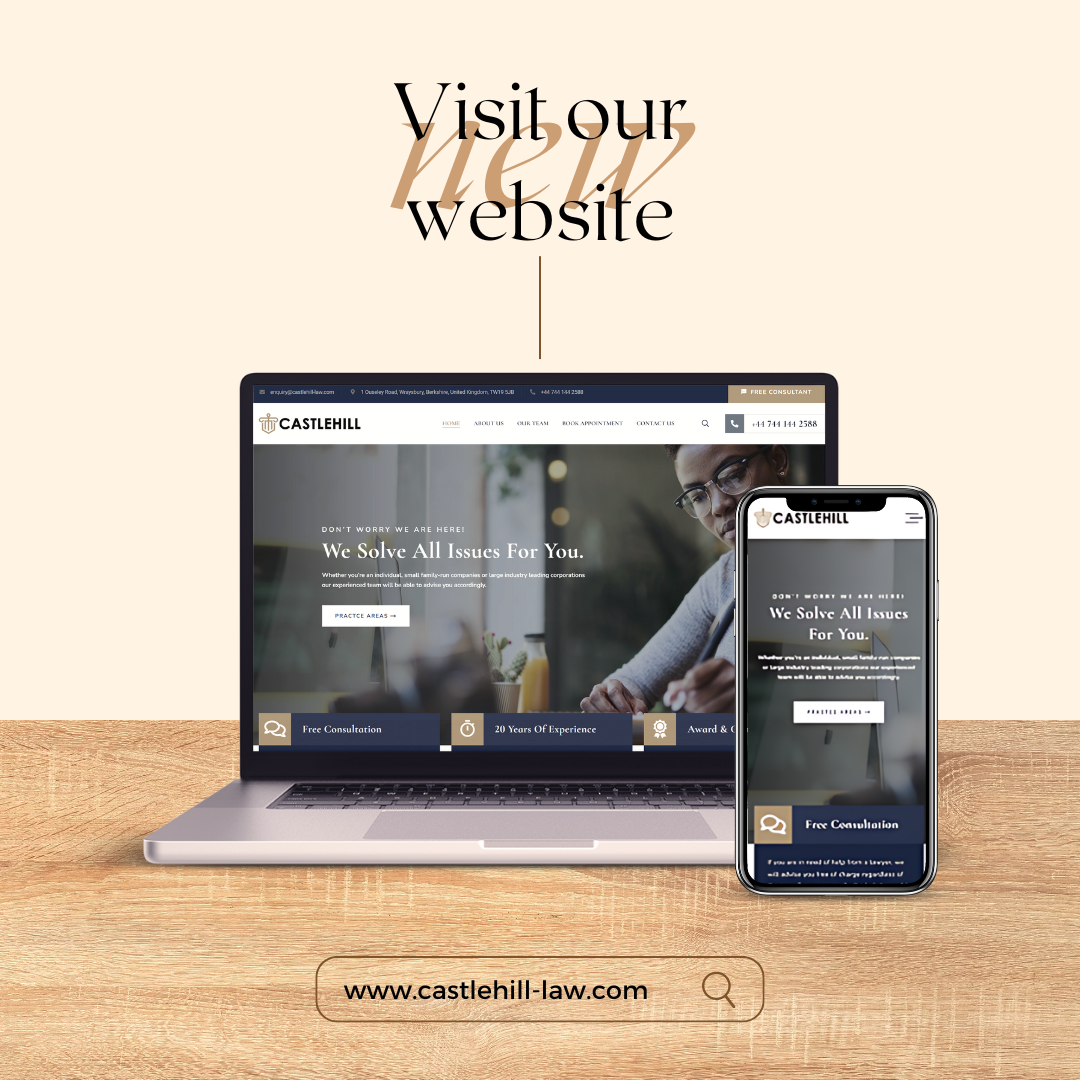 Visit our
new
website
enquiry@castlehill-law.com 1 Ouseley Road, Wraysbury, Berkshire, United Kingdom, TW19 5JB +44 744 144 2588 FREE CONSULTANT
CASTLEHILL HOME ABOUT US OUR TEAM BOOK APPOINTMENT CONTACT US +44 744 144 2588
DON'T WORRY WE ARE HERE!
We Solve All Issues For You.
Whether you're an individual, small family-run companies or large industry leading corporations
our experienced team will be able to advise you accordingly.
PRACTCE AREAS
Free Consultation 20 Years Of Experience Award &
CASTLEHILL
DON'T WORRY WE ARE HERE!
We Solve All Issues
For You.
Whether you're an individual, small family-run companies
or large industry leading corporations our experienced
team will be able to advise you accordingly.
PRACTCE AREAS
Free Consultation
If you are in need of help from a lawyer, we
will advise you free of charge regardless of
www.castlehill-law.com